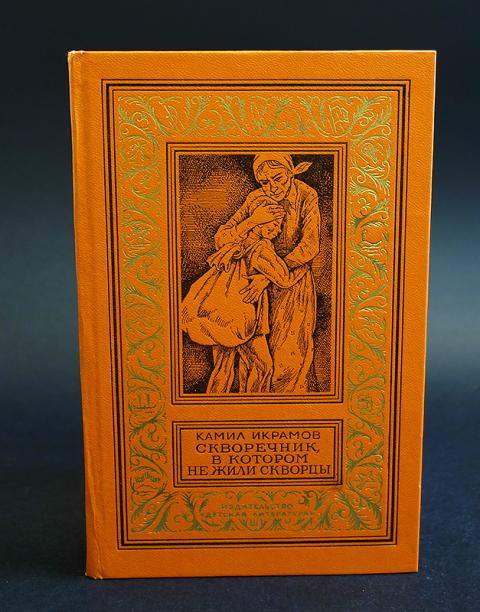 КАМИЛ ИКРАМОВ
СКВОРЕЧНИК,
В КОТОРОМ
НЕ ЖИЛИ СКВОРЦЫ
ИЗДАТЕЛЬСТВО
«ДЕТСКАЯ ЛИТЕРАТУРА»